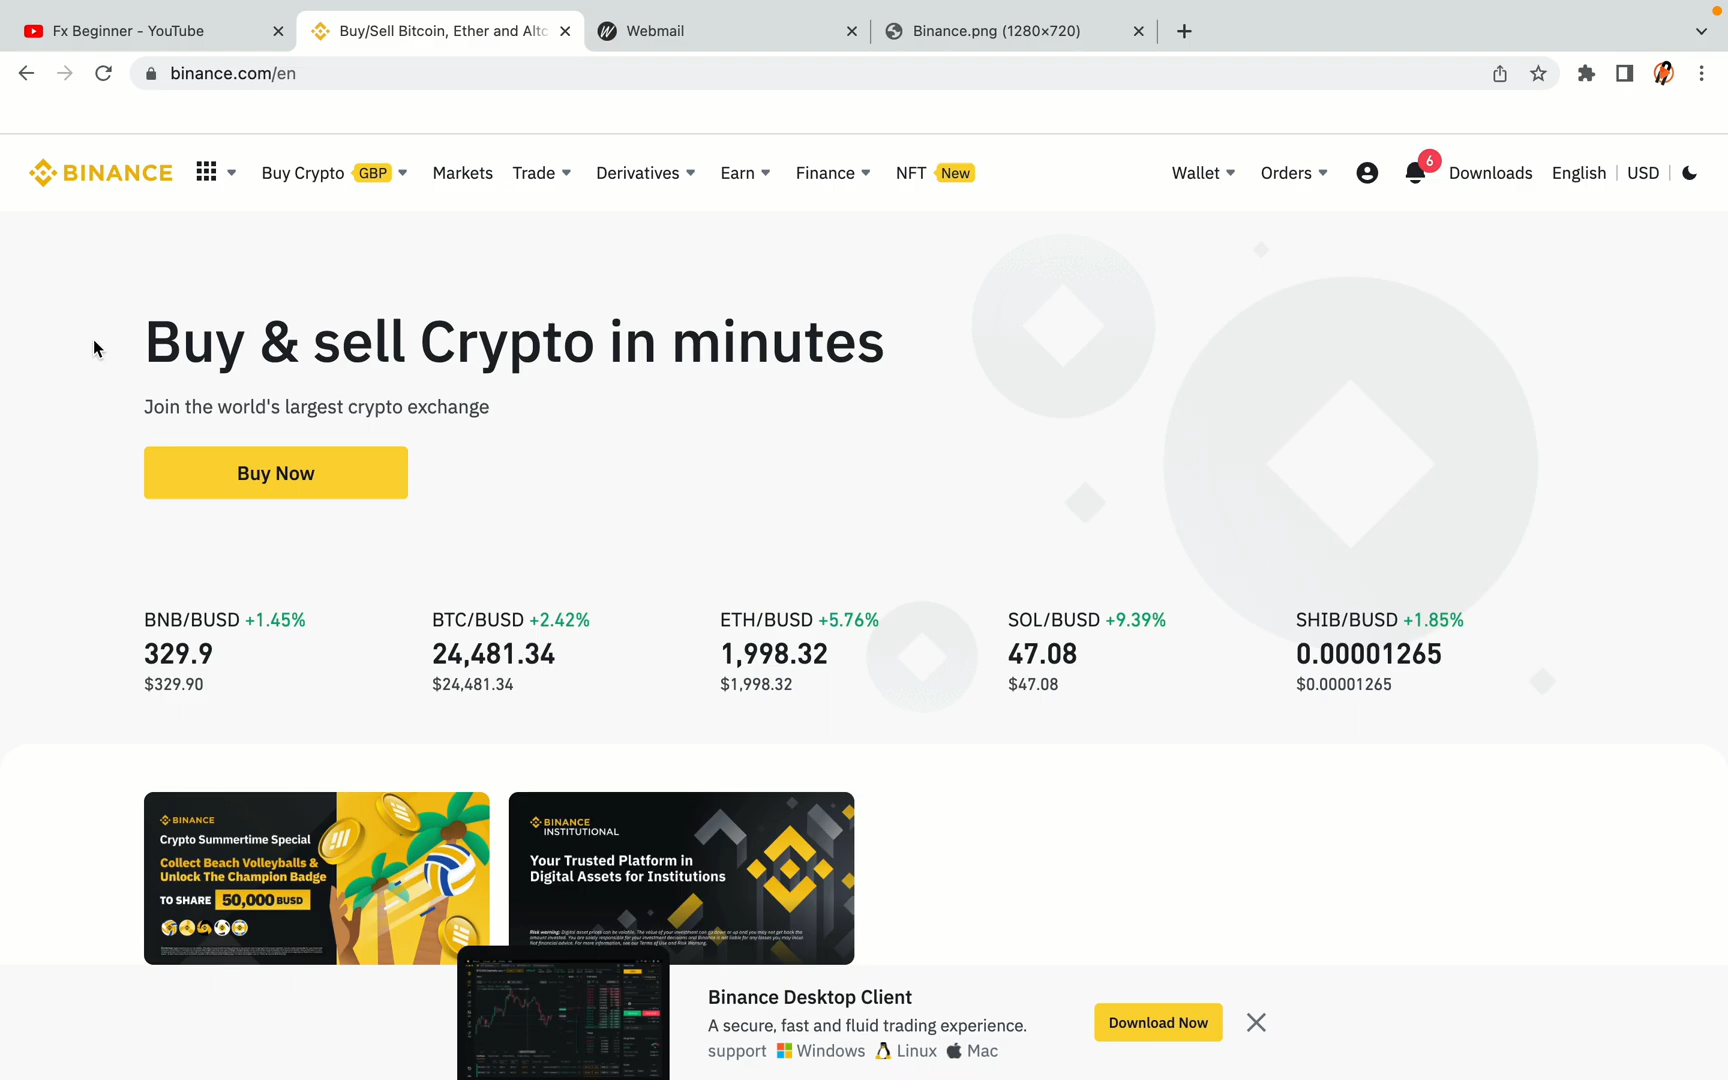 Fx Beginner - YouTube
Buy/Sell Bitcoin, Ether and Altc
Webmail
Binance.png (1280×720)
binance.com/en
BINANCE
Buy Crypto GBP
Markets
Trade
Derivatives
Earn
Finance
NFT New
Wallet
Orders
6
Downloads
English
USD
Buy & sell Crypto in minutes
Join the world's largest crypto exchange
Buy Now
BNB/BUSD +1.45%
329.9
$329.90
BTC/BUSD +2.42%
24,481.34
$24,481.34
ETH/BUSD +5.76%
1,998.32
$1,998.32
SOL/BUSD +9.39%
47.08
$47.08
SHIB/BUSD +1.85%
0.00001265
$0.00001265
BINANCE
Crypto Summertime Special
Collect Beach Volleyballs &
Unlock The Champion Badge
TO SHARE 50,000 BUSD
BINANCE
INSTITUTIONAL
Your Trusted Platform in
Digital Assets for Institutions
Binance Desktop Client
A secure, fast and fluid trading experience.
support Windows Linux Mac
Download Now